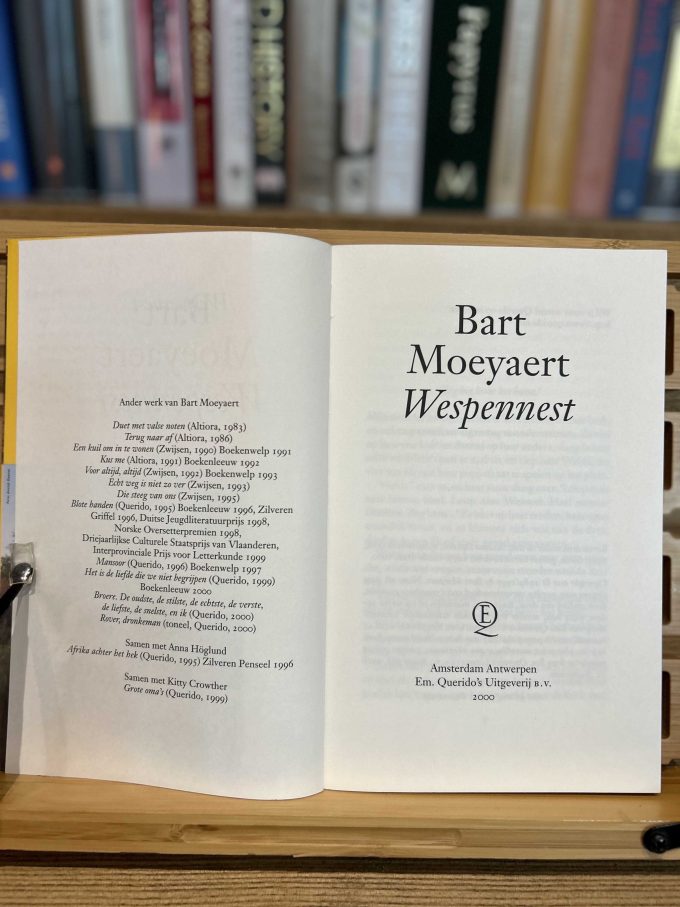 HISTORY
Papyrus
Ander werk van Bart Moeyaert
Duet met valse noten (Altiora, 1983)
Terug naar af (Altiora, 1986)
Een kuil om in te wonen (Zwijsen, 1990) Boekenwelp 1991
Kus me (Altiora, 1991) Boekenleeuw 1992
Voor altijd, altijd (Zwijsen, 1992) Boekenwelp 1993
Echt weg is niet zo ver (Zwijsen, 1993)
Die steeg van ons (Zwijsen, 1995)
Blote handen (Querido, 1995) Boekenleeuw 1996, Zilveren
Griffel 1996, Duitse Jeugdliteratuurprijs 1998,
Norske Oversetterpremien 1998,
Driejaarlijkse Culturele Staatsprijs van Vlaanderen,
Interprovinciale Prijs voor Letterkunde 1999
Mansoor (Querido, 1996) Boekenwelp 1997
Het is de liefde die we niet begrijpen (Querido, 1999)
Boekenleeuw 2000
Broere. De oudste, de stilste, de echtste, de verste,
de liefste, de snelste, en ik (Querido, 2000)
Rover, dronkeman (toneel, Querido, 2000)
Samen met Anna Höglund
Afrika achter het hek (Querido, 1995) Zilveren Penseel 1996
Samen met Kitty Crowther
Grote oma's (Querido, 1999)
Bart
Moeyaert
Wespennest
EQ
Amsterdam Antwerpen
Em. Querido's Uitgeverij B.V.
2000